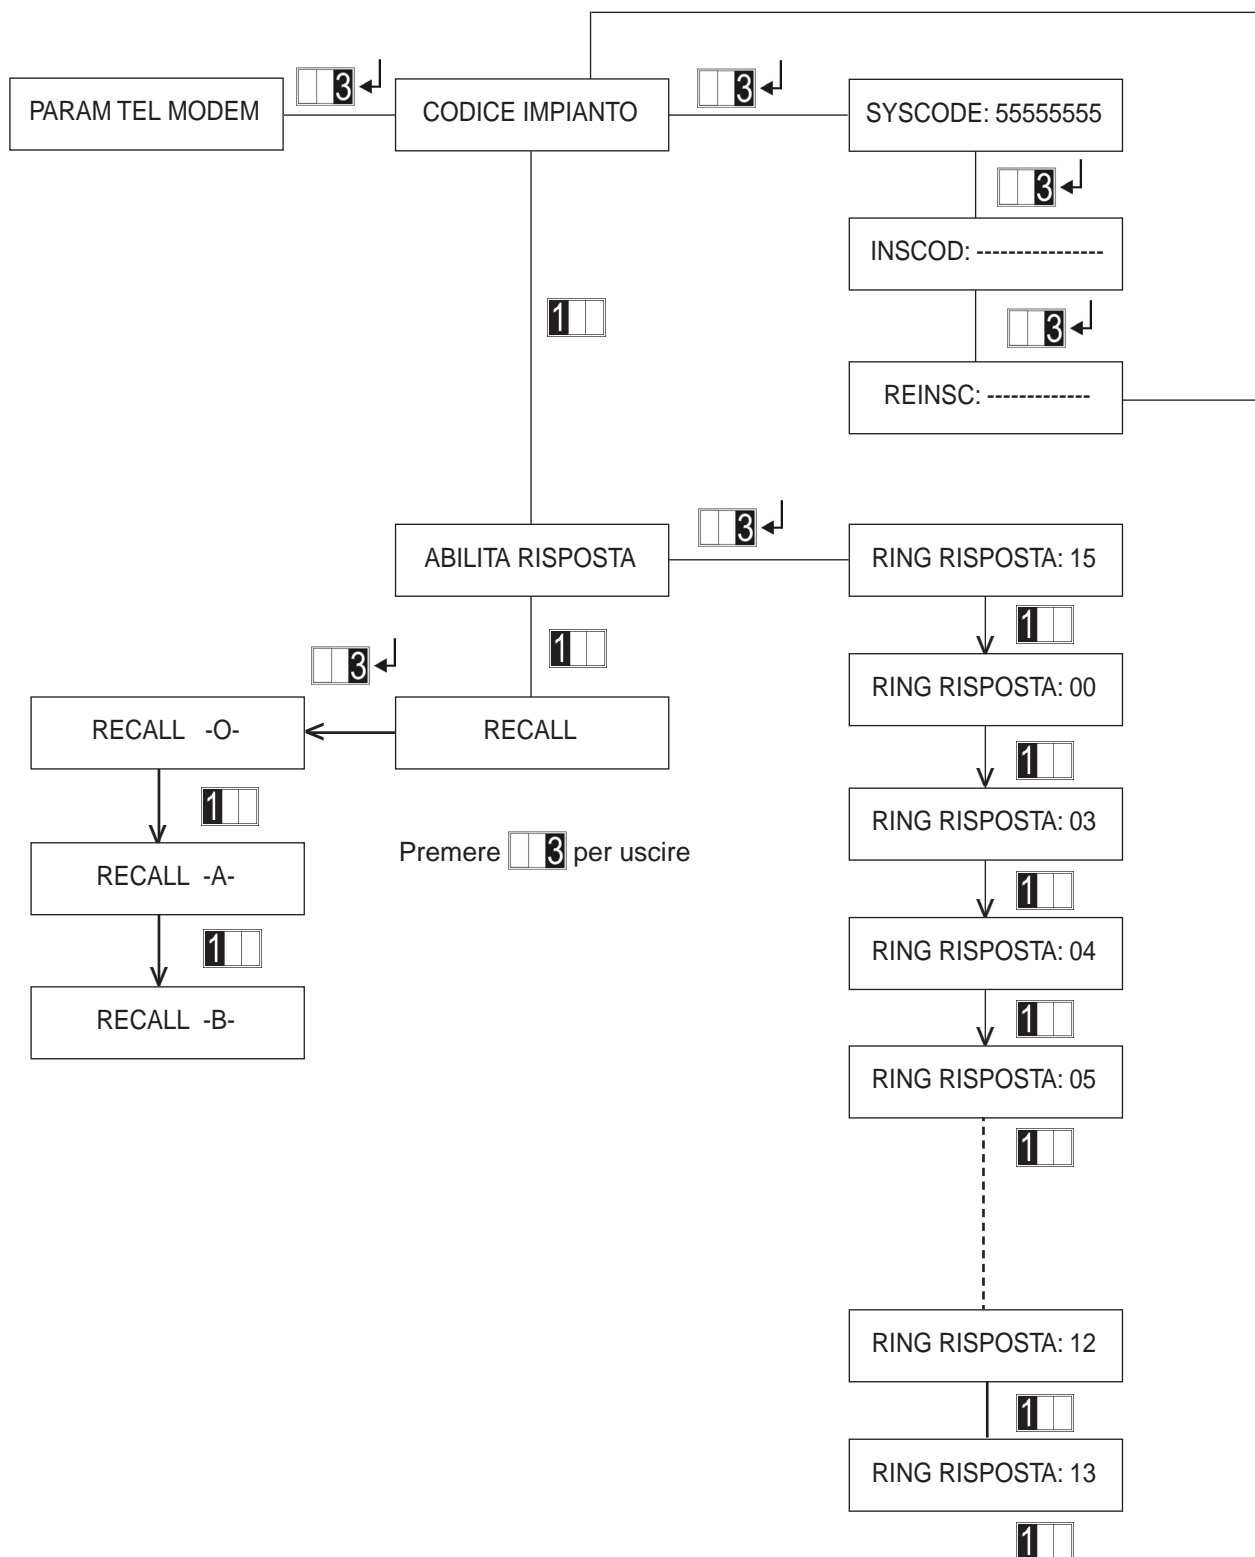 3
3
PARAM TEL MODEM
CODICE IMPIANTO
SYSCODE: 55555555
3
INSCOD: ----------------
1
3
REINSC: -------------
3
ABILITA RISPOSTA
RING RISPOSTA: 15
1
1
3
RING RISPOSTA: 00
RECALL -O-
RECALL
1
1
RING RISPOSTA: 03
Premere 3 per uscire
RECALL -A-
1
1
RING RISPOSTA: 04
RECALL -B-
1
RING RISPOSTA: 05
1
RING RISPOSTA: 12
1
RING RISPOSTA: 13
1